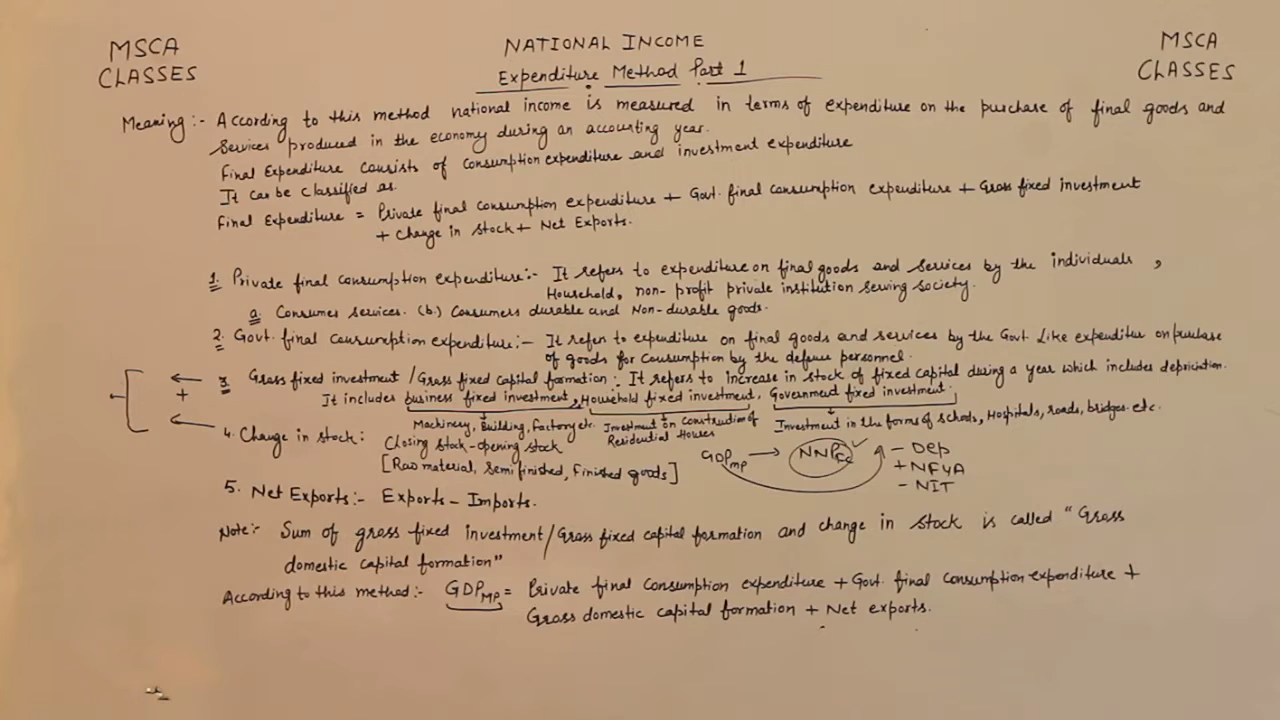 MSCA
CLASSES
NATIONAL INCOME
Expenditure Method Part 1
MSCA
CLASSES
Meaning:- According to this method national income is measured in terms of expenditure on the purchase of final goods and
services produced in the economy during an accounting year.
Final Expenditure consists of consumption expenditure and investment expenditure
It can be classified as.
Final Expenditure = Private final consumption expenditure + Govt. final consumption expenditure + Gross fixed investment
+ Change in stock + Net Exports.
1. Private final consumption expenditure:- It refers to expenditure on final goods and services by the individuals,
Household, non-profit private institution serving society.
a. Consumer services. (b.) Consumers durable and Non-durable goods.
2. Govt. final consumption expenditure:- It refer to expenditure on final goods and services by the Govt. like expenditur on purchase
of goods for consumption by the defence personnel.
3. Gross fixed investment / Gross fixed capital formation:. It refers to increase in stock of fixed capital during a year which includes depriciation.
+
It includes business fixed investment, Household fixed investment, Government fixed investment.
Machinery, Building, Factory etc. Investment on construction of Investment in the forms of schools, Hospitals, roads, bridges. etc.
Residential Houses
4. Change in stock: Closing stock - opening stock
[Raw material, Semi finished, Finished goods]
GDPMP → NNPFC ✓ - Dep
+ NFYA
- NIT
5. Net Exports:- Exports - Imports.
Note:- Sum of gross fixed investment / Gross fixed capital formation and change in stock is called "Gross
domestic capital formation"
According to this method:- GDPMP = Private final consumption expenditure + Govt. final consumption expenditure +
Gross domestic capital formation + Net exports.